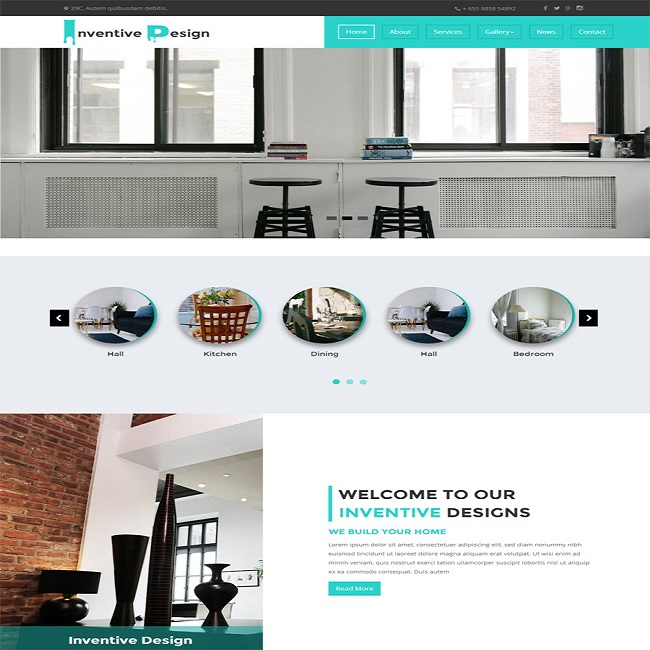 29C. Autem quibusdam debitis.
+ 655 8858 54892
Inventive Design
Home
About
Services
Gallery
News
Contact
Hall
Kitchen
Dining
Hall
Bedroom
WELCOME TO OUR
INVENTIVE DESIGNS
WE BUILD YOUR HOME
Lorem ipsum dolor sit amet, consectetuer adipiscing elit, sed diam nonummy nibh
euismod tincidunt ut laoreet dolore magna aliquam erat volutpat. Ut wisi enim ad
minim veniam, quis nostrud exerci tation ullamcorper suscipit lobortis nisl ut aliquip
ex ea commodo consequat. Duis autem
Read More
Inventive Design